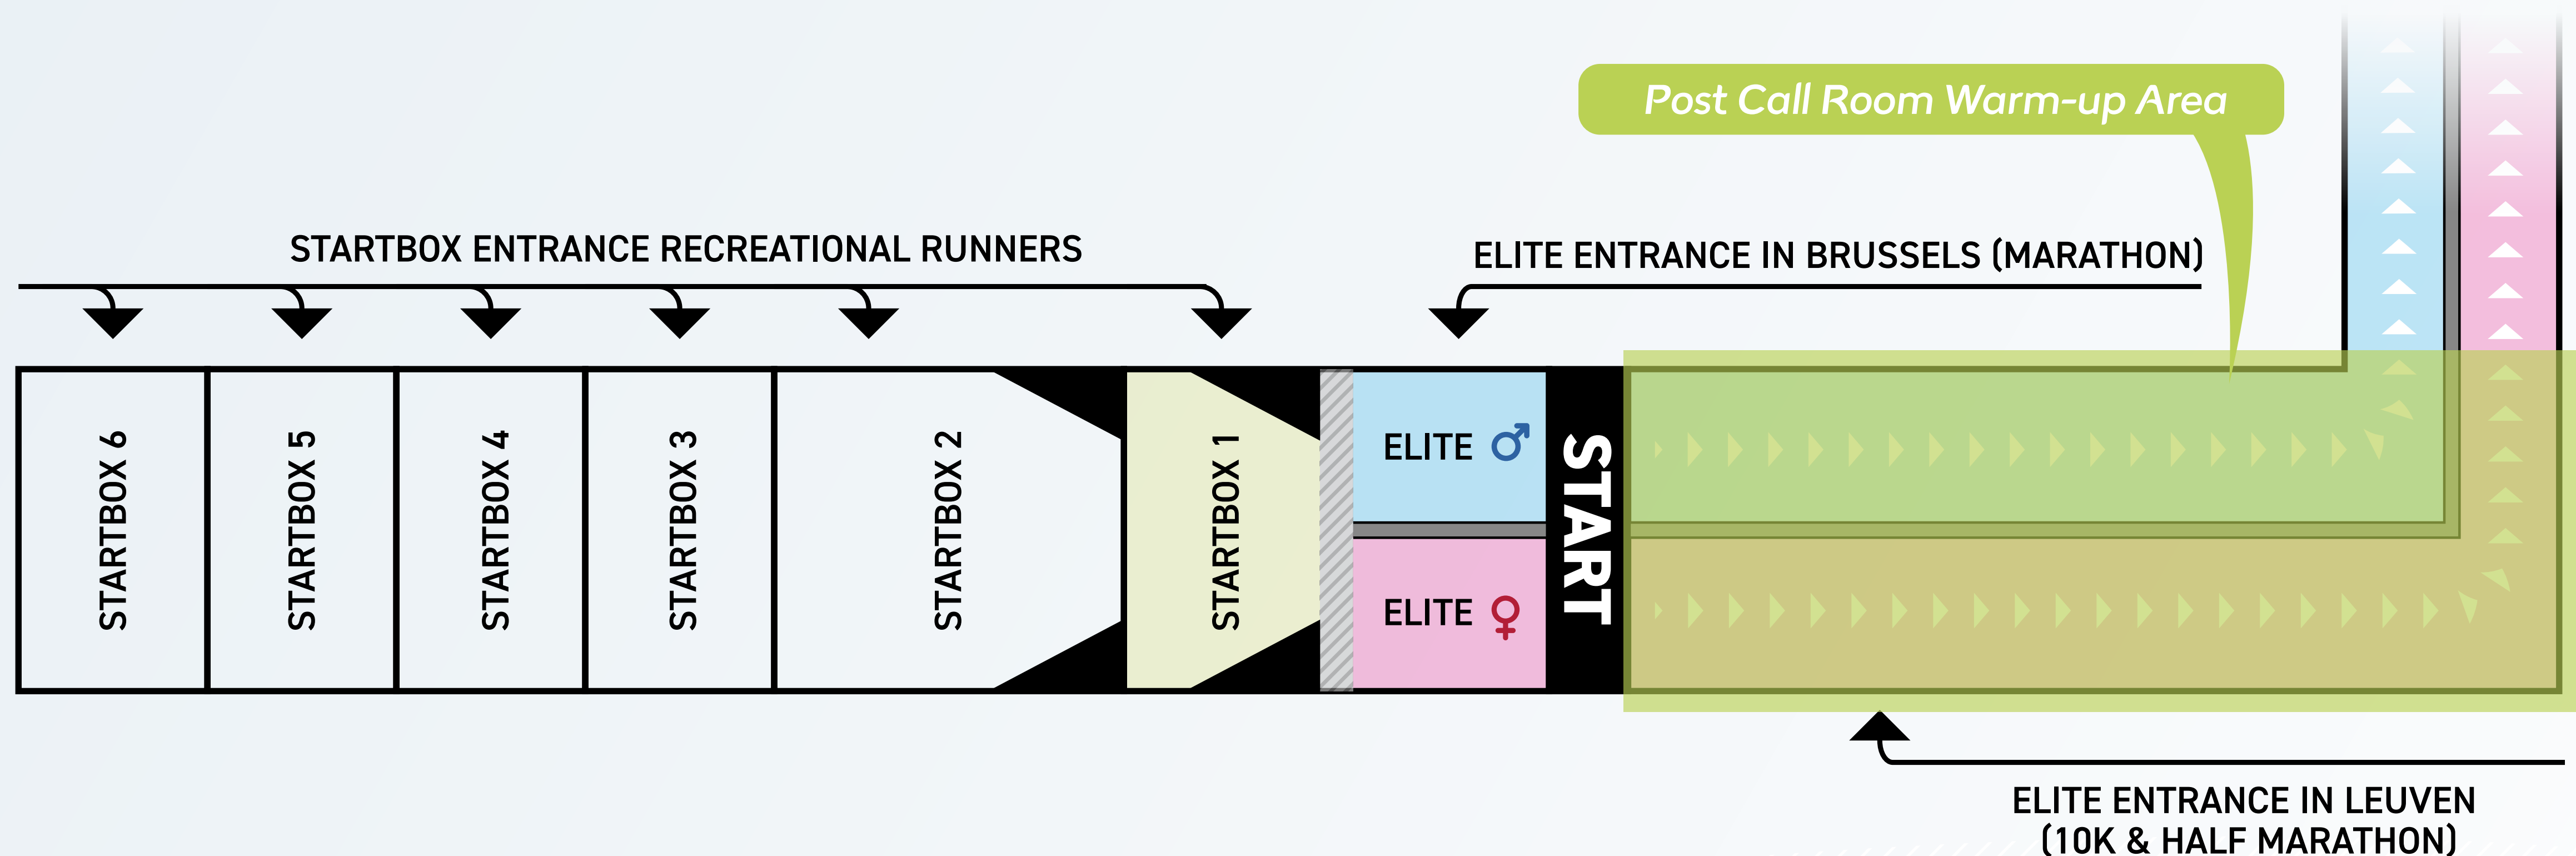 Post Call Room Warm-up Area
STARTBOX ENTRANCE RECREATIONAL RUNNERS
ELITE ENTRANCE IN BRUSSELS (MARATHON)
STARTBOX 6
STARTBOX 5
STARTBOX 4
STARTBOX 3
STARTBOX 2
STARTBOX 1
ELITE ♂
ELITE ♀
START
ELITE ENTRANCE IN LEUVEN
(10K & HALF MARATHON)